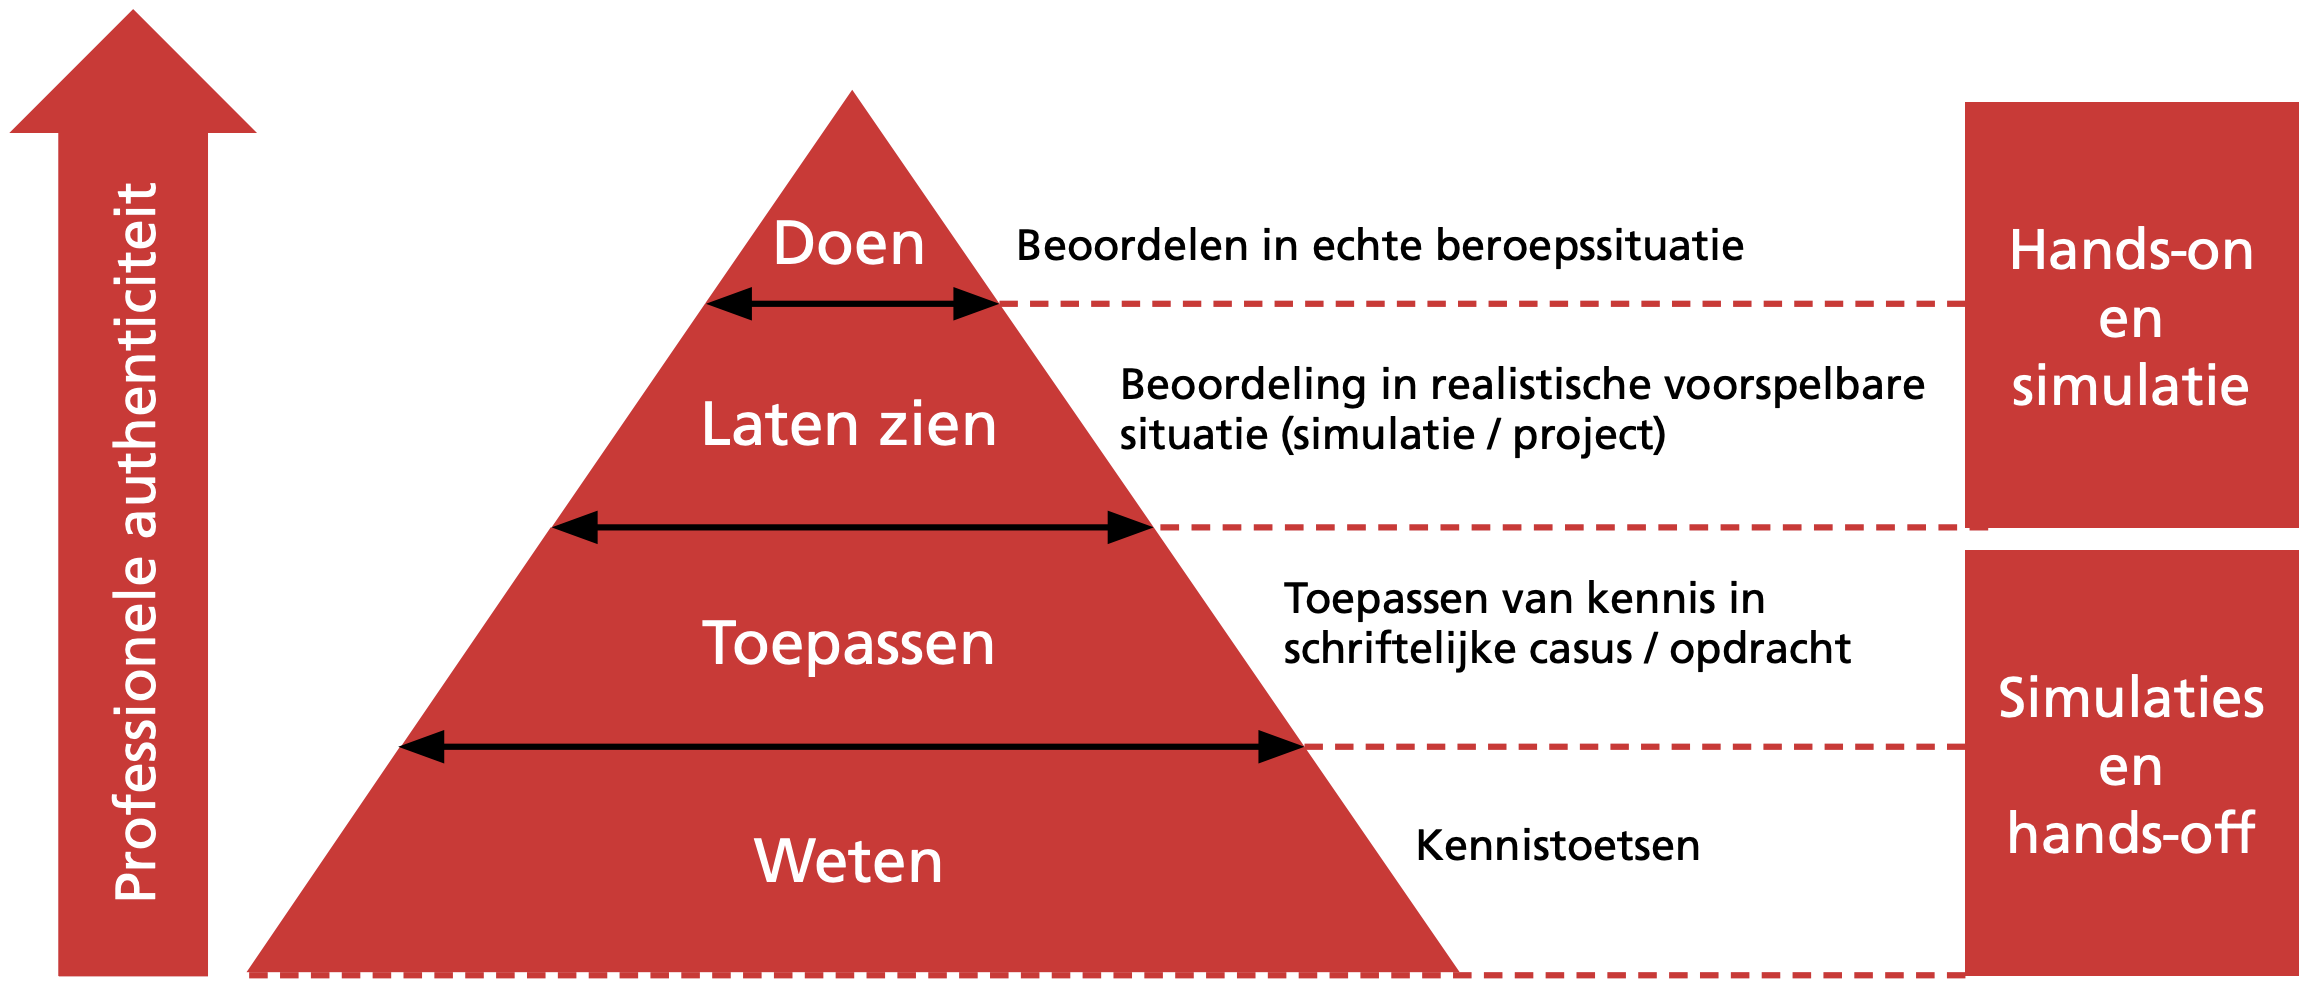 Professionele authenticiteit
Doen
Beoordelen in echte beroepssituatie
Laten zien
Beoordeling in realistische voorspelbare
situatie (simulatie / project)
Toepassen
Toepassen van kennis in
schriftelijke casus / opdracht
Weten
Kennistoetsen
Hands-on
en
simulatie
Simulaties
en
hands-off